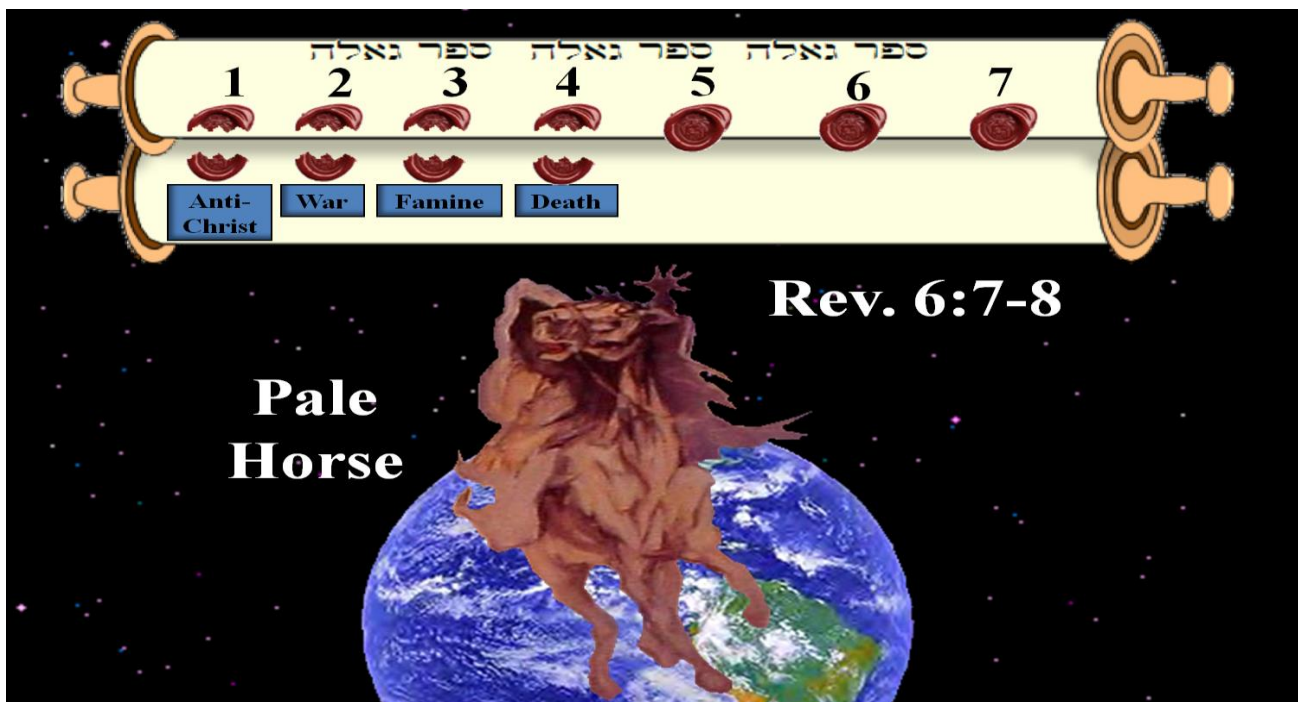 ספר גאלה ספר גאלה ספר גאלה
1 2 3 4 5 6 7
Anti-
Christ
War
Famine
Death
Rev. 6:7-8
Pale
Horse